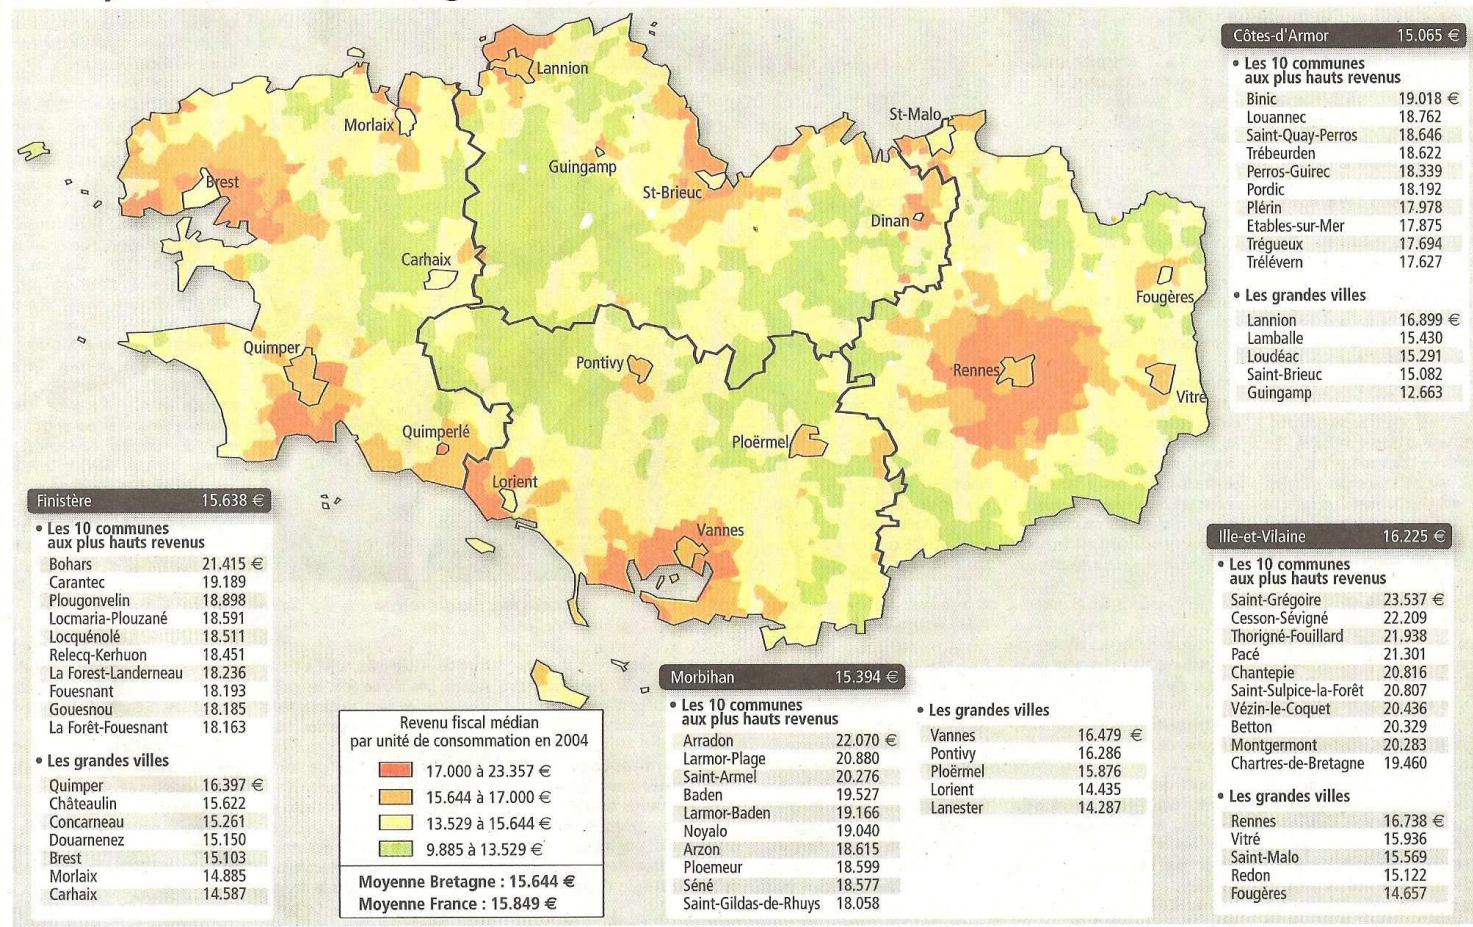 Lannion
Morlaix
St-Malo
Guingamp
Brest
St-Brieuc
Dinan
Carhaix
Fougères
Quimper
Pontivy
Rennes
Vitré
Quimperlé
Ploërmel
Lorient
Vannes
Côtes-d'Armor 15.065 €
• Les 10 communes
aux plus hauts revenus
Binic 19.018 €
Louannec 18.762
Saint-Quay-Perros 18.646
Trébeurden 18.622
Perros-Guirec 18.339
Pordic 18.192
Plérin 17.978
Etables-sur-Mer 17.875
Trégueux 17.694
Trélévern 17.627
• Les grandes villes
Lannion 16.899 €
Lamballe 15.430
Loudéac 15.291
Saint-Brieuc 15.082
Guingamp 12.663
Finistère 15.638 €
• Les 10 communes
aux plus hauts revenus
Bohars 21.415 €
Carantec 19.189
Plougonvelin 18.898
Locmaria-Plouzané 18.591
Locquénolé 18.511
Relecq-Kerhuon 18.451
La Forest-Landerneau 18.236
Fouesnant 18.193
Gouesnou 18.185
La Forêt-Fouesnant 18.163
• Les grandes villes
Quimper 16.397 €
Châteaulin 15.622
Concarneau 15.261
Douarnenez 15.150
Brest 15.103
Morlaix 14.885
Carhaix 14.587
Revenu fiscal médian
par unité de consommation en 2004
17.000 à 23.357 €
15.644 à 17.000 €
13.529 à 15.644 €
9.885 à 13.529 €
Moyenne Bretagne : 15.644 €
Moyenne France : 15.849 €
Morbihan 15.394 €
• Les 10 communes
aux plus hauts revenus
Arradon 22.070 €
Larmor-Plage 20.880
Saint-Armel 20.276
Baden 19.527
Larmor-Baden 19.166
Noyalo 19.040
Arzon 18.615
Ploemeur 18.599
Séné 18.577
Saint-Gildas-de-Rhuys 18.058
• Les grandes villes
Vannes 16.479 €
Pontivy 16.286
Ploërmel 15.876
Lorient 14.435
Lanester 14.287
Ille-et-Vilaine 16.225 €
• Les 10 communes
aux plus hauts revenus
Saint-Grégoire 23.537 €
Cesson-Sévigné 22.209
Thorigné-Fouillard 21.938
Pacé 21.301
Chantepie 20.816
Saint-Sulpice-la-Forêt 20.807
Vézin-le-Coquet 20.436
Betton 20.329
Montgermont 20.283
Chartres-de-Bretagne 19.460
• Les grandes villes
Rennes 16.738 €
Vitré 15.936
Saint-Malo 15.569
Redon 15.122
Fougères 14.657